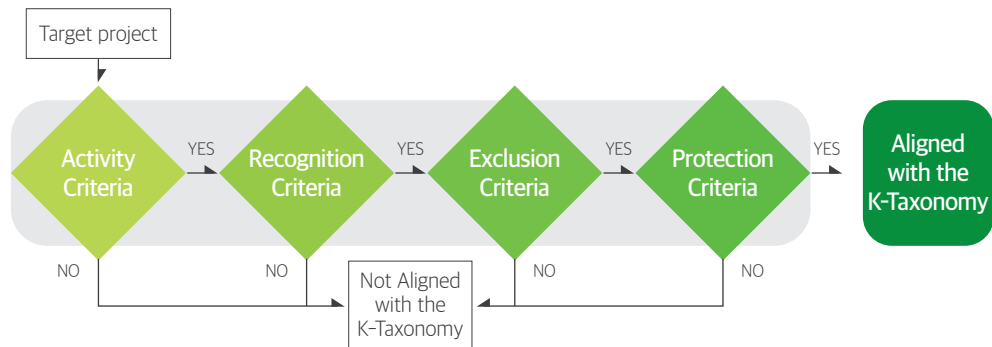 Target project
Activity
Criteria
YES
Recognition
Criteria
YES
Exclusion
Criteria
YES
Protection
Criteria
YES
Aligned
with the
K-Taxonomy
NO
NO
Not Aligned
with the
K-Taxonomy
NO
NO